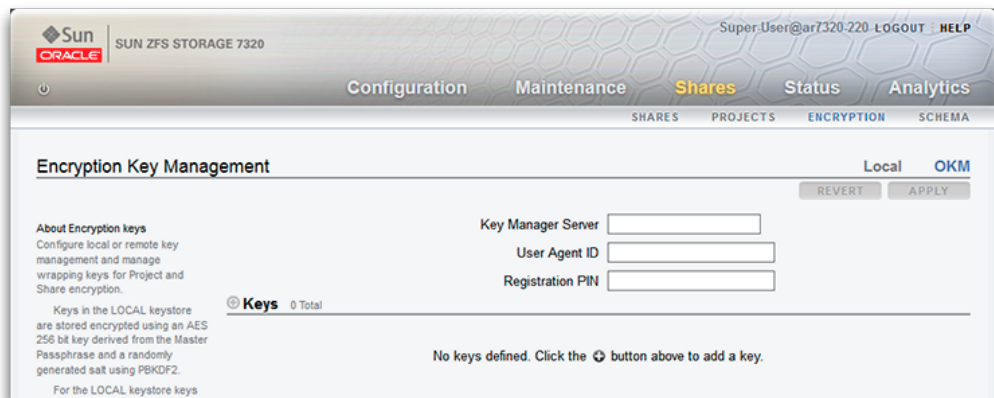 Sun
ORACLE
SUN ZFS STORAGE 7320
Super-User@ar7320-220 LOGOUT HELP
Configuration Maintenance Shares Status Analytics
SHARES PROJECTS ENCRYPTION SCHEMA
Encryption Key Management
Local OKM
REVERT APPLY
About Encryption keys
Configure local or remote key
management and manage
wrapping keys for Project and
Share encryption.
Keys in the LOCAL keystore
are stored encrypted using an AES
256 bit key derived from the Master
Passphrase and a randomly
generated salt using PBKDF2.
For the LOCAL keystore keys
Key Manager Server
User Agent ID
Registration PIN
Keys 0 Total
No keys defined. Click the button above to add a key.